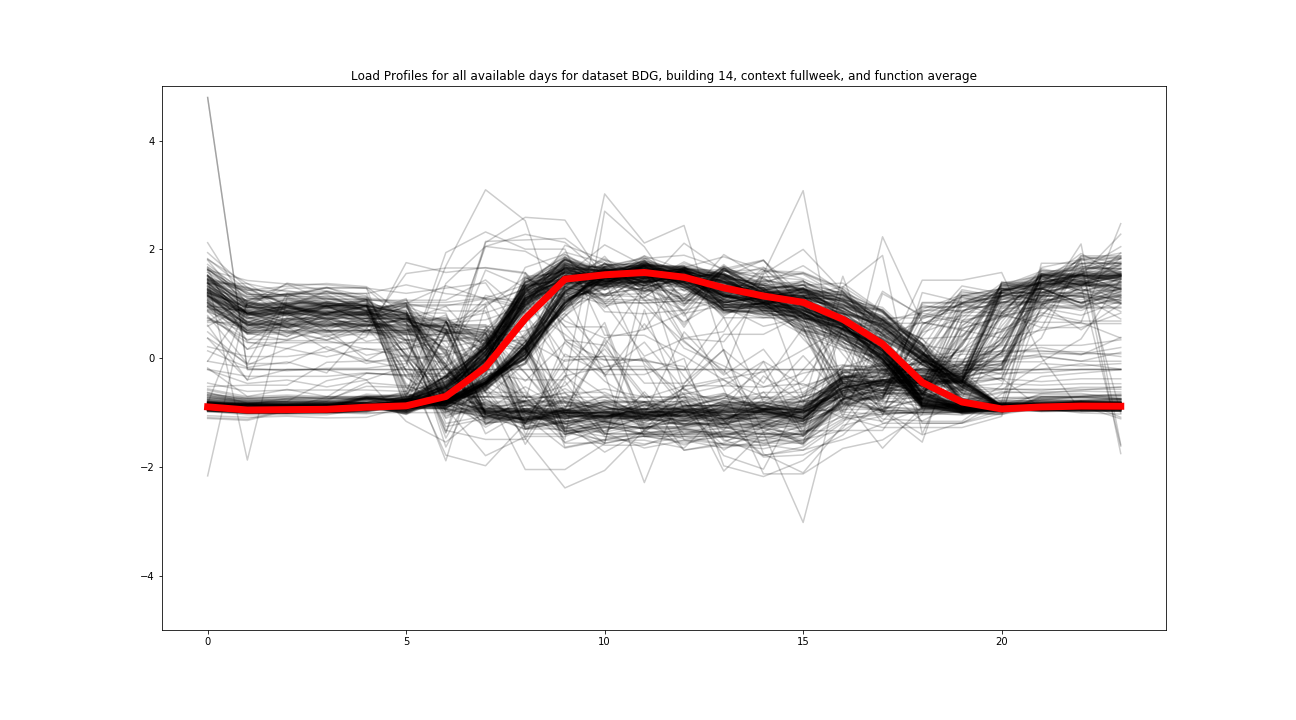 Load Profiles for all available days for dataset BDG, building 14, context fullweek, and function average
4
2
0
−2
−4
0 5 10 15 20